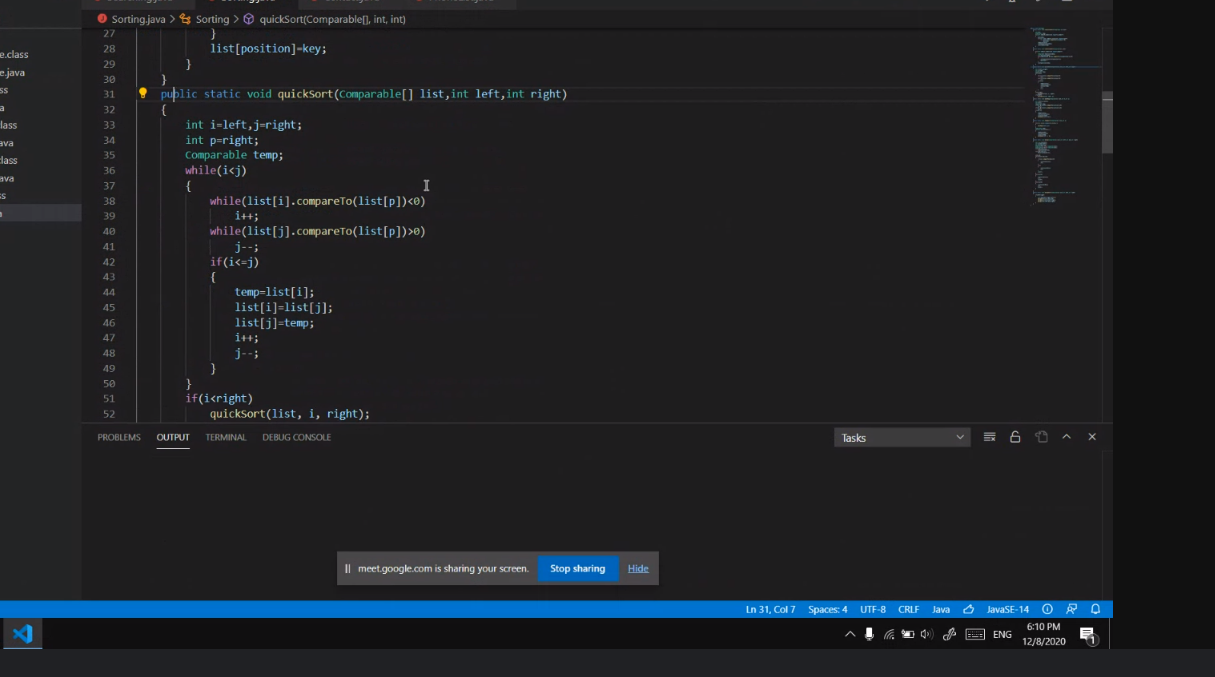 Sorting.java > Sorting > quickSort(Comparable[], int, int)
e.class
e.java
ss
a
lass
ava
class
va
s
a
27 }
28 list[position]=key;
29 }
30 }
31 public static void quickSort(Comparable[] list,int left,int right)
32 {
33 int i=left,j=right;
34 int p=right;
35 Comparable temp;
36 while(i<j)
37 {
38 while(list[i].compareTo(list[p])<0)
39 i++;
40 while(list[j].compareTo(list[p])>0)
41 j--;
42 if(i<=j)
43 {
44 temp=list[i];
45 list[i]=list[j];
46 list[j]=temp;
47 i++;
48 j--;
49 }
50 }
51 if(i<right)
52 quickSort(list, i, right);
PROBLEMS OUTPUT TERMINAL DEBUG CONSOLE Tasks
meet.google.com is sharing your screen. Stop sharing Hide
Ln 31, Col 7 Spaces: 4 UTF-8 CRLF Java JavaSE-14
ENG 6:10 PM
12/8/2020 1